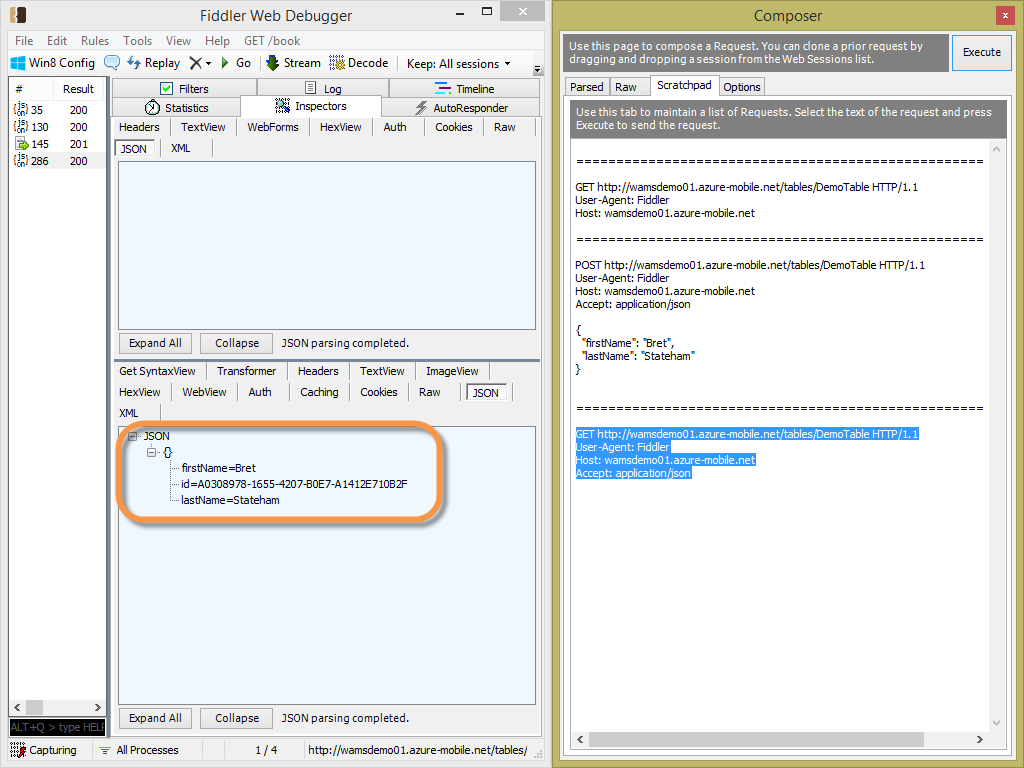 Fiddler Web Debugger
File Edit Rules Tools View Help GET /book
Win8 Config Replay Go Stream Decode Keep: All sessions
# Result
35 200
130 200
145 201
286 200
Filters Log Timeline
Statistics Inspectors AutoResponder
Headers TextView WebForms HexView Auth Cookies Raw
JSON XML
Expand All Collapse JSON parsing completed.
Get SyntaxView Transformer Headers TextView ImageView
HexView WebView Auth Caching Cookies Raw JSON
XML
JSON
{}
firstName=Bret
id=A0308978-1655-4207-B0E7-A1412E710B2F
lastName=Stateham
Expand All Collapse JSON parsing completed.
ALT+Q > type HELP
Capturing All Processes 1 / 4 http://wamsdemo01.azure-mobile.net/tables/
Composer
Use this page to compose a Request. You can clone a prior request by
dragging and dropping a session from the Web Sessions list.
Execute
Parsed Raw Scratchpad Options
Use this tab to maintain a list of Requests. Select the text of the request and press
Execute to send the request.
===================================================
GET http://wamsdemo01.azure-mobile.net/tables/DemoTable HTTP/1.1
User-Agent: Fiddler
Host: wamsdemo01.azure-mobile.net
===================================================
POST http://wamsdemo01.azure-mobile.net/tables/DemoTable HTTP/1.1
User-Agent: Fiddler
Host: wamsdemo01.azure-mobile.net
Accept: application/json
{
"firstName": "Bret",
"lastName": "Stateham"
}
===================================================
GET http://wamsdemo01.azure-mobile.net/tables/DemoTable HTTP/1.1
User-Agent: Fiddler
Host: wamsdemo01.azure-mobile.net
Accept: application/json